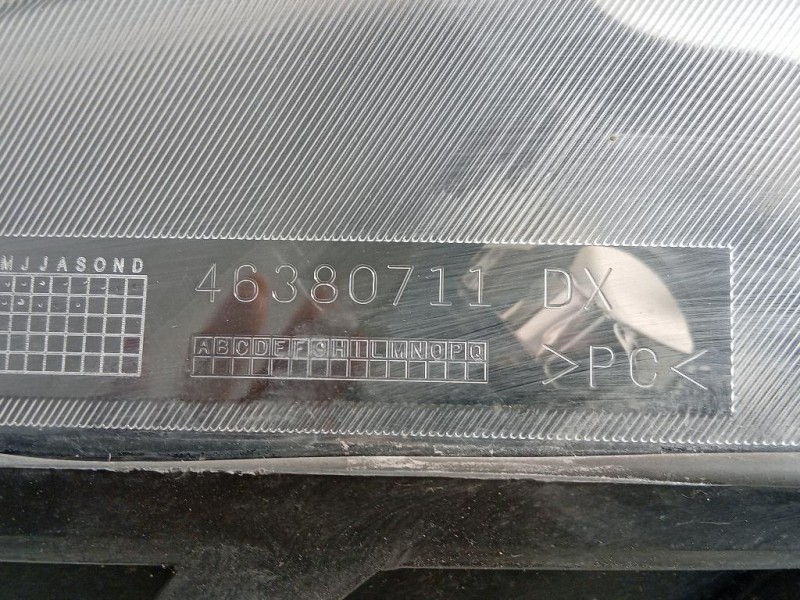 MJJASOND
46380711 DX
ABCDEFGHILMNOPQ
>PC<